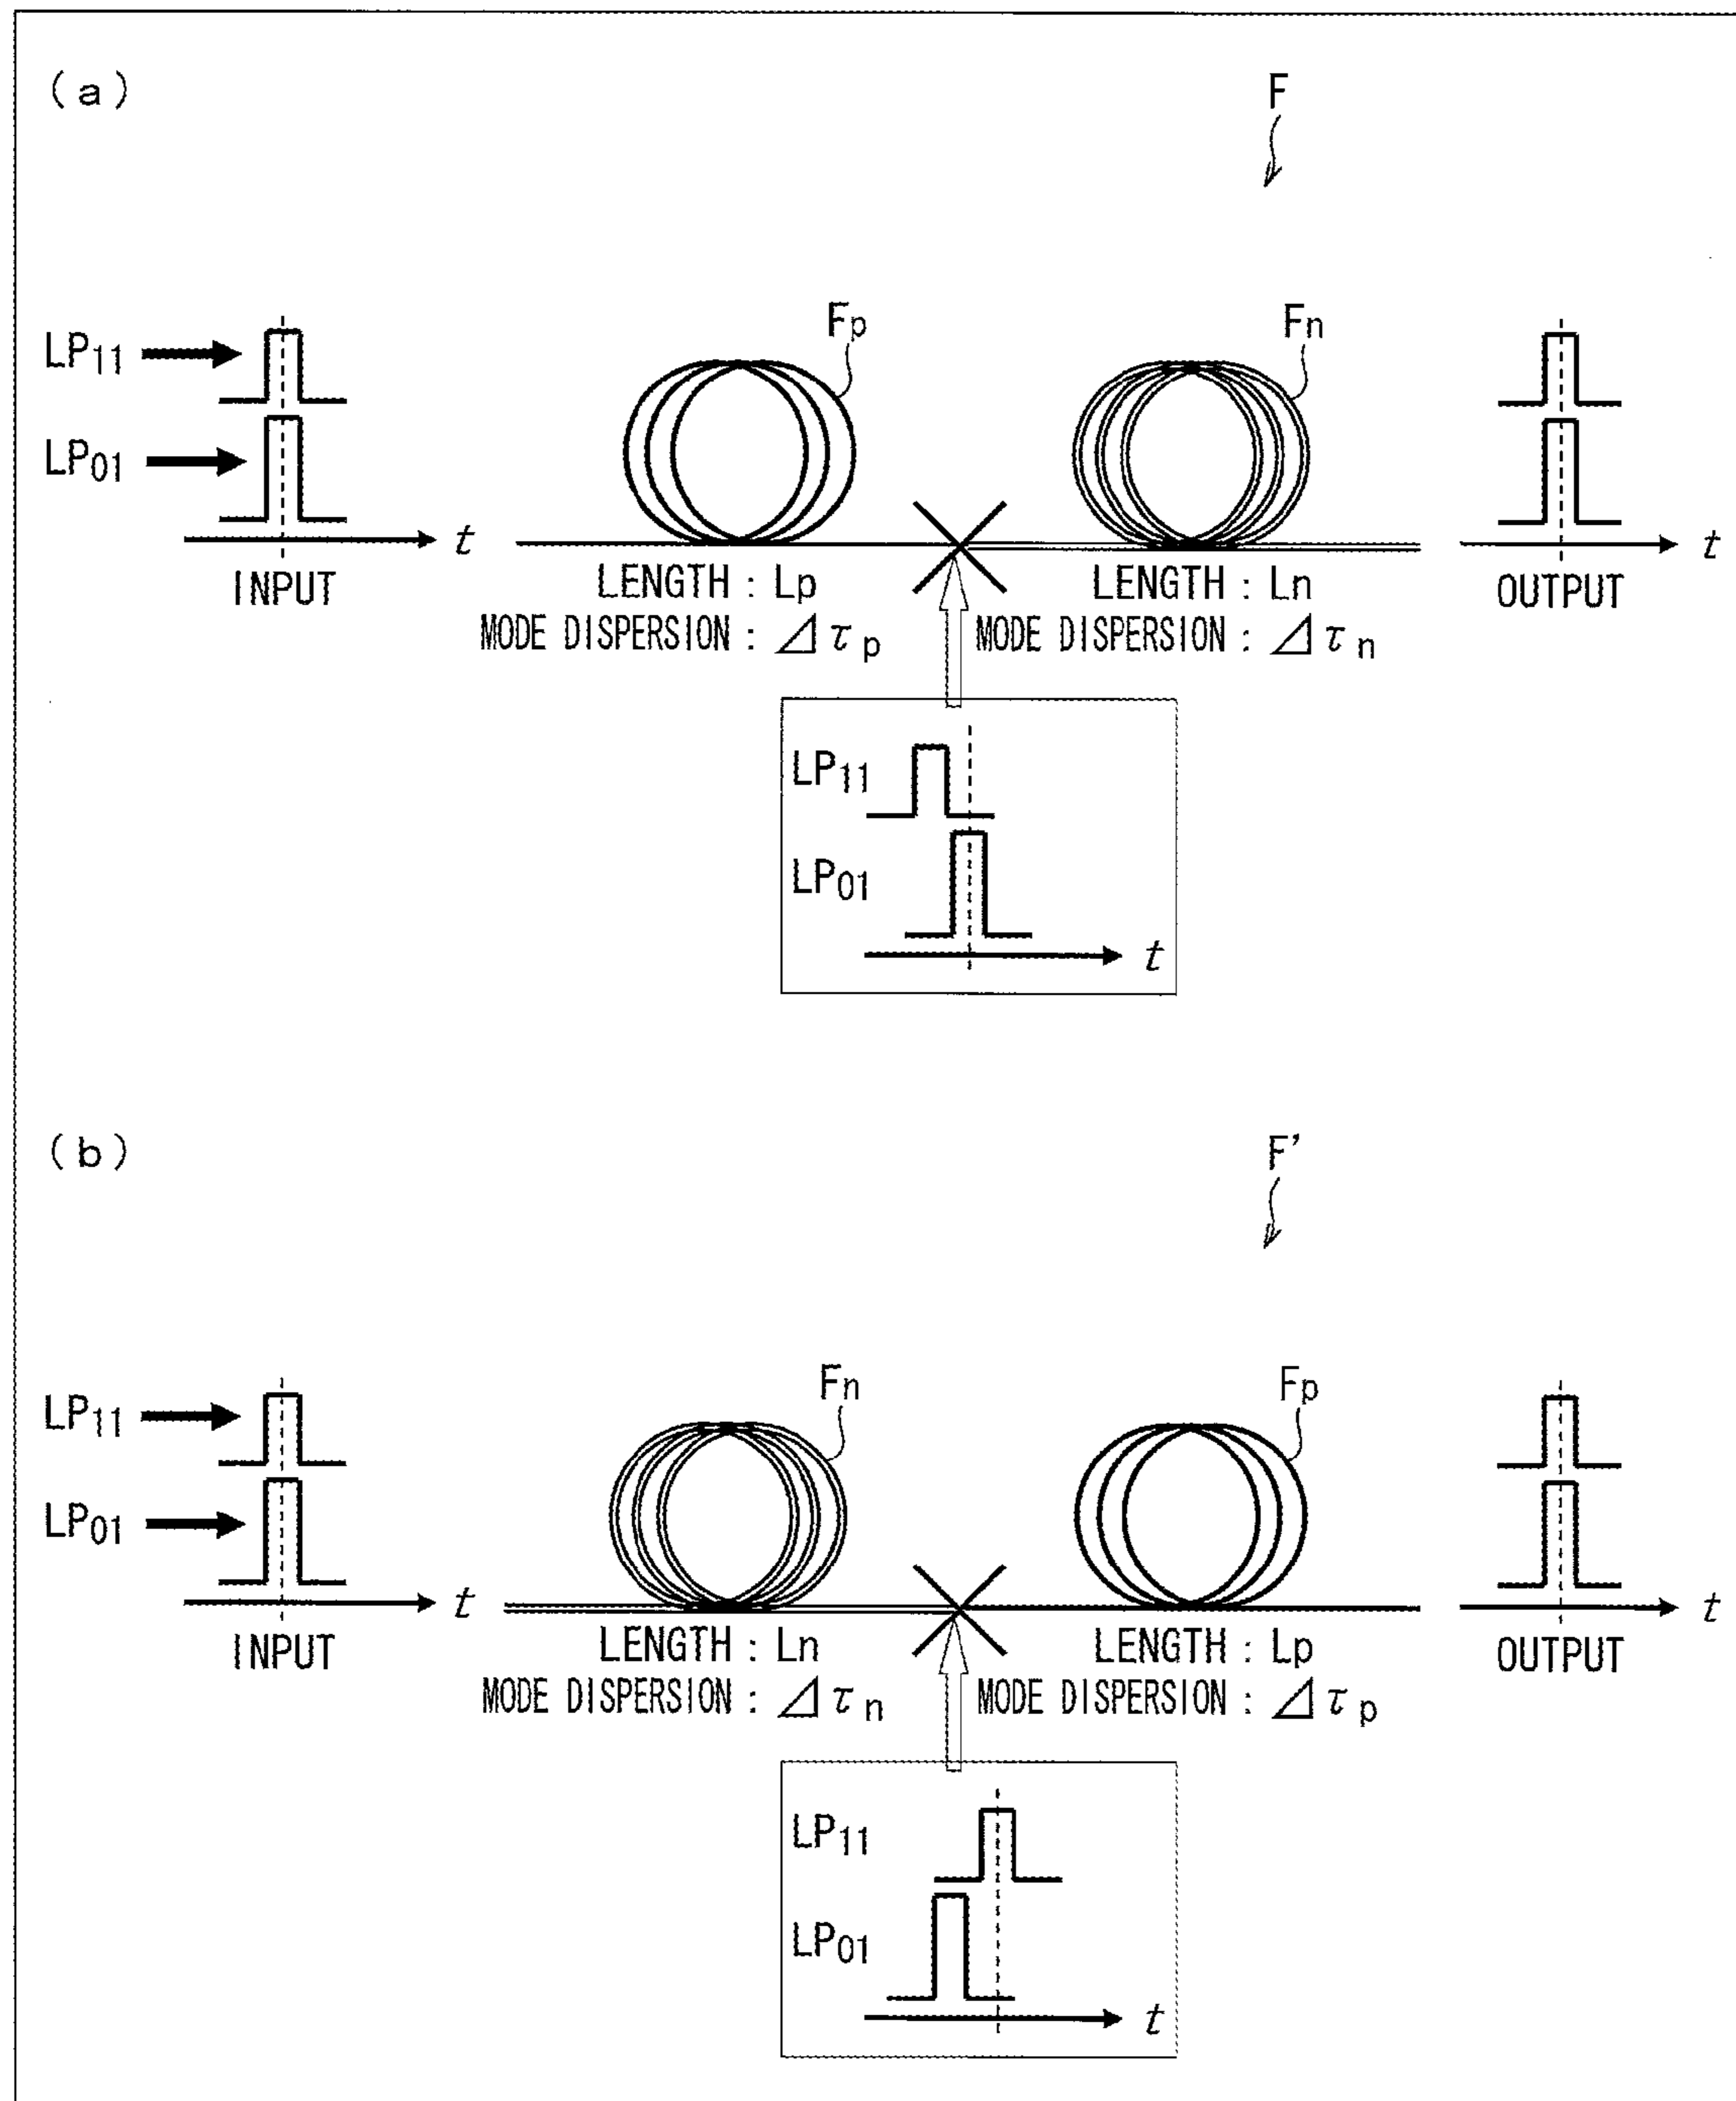 (a)
F
Fp
Fn
LP11
LP01
t
t
INPUT
LENGTH : Lp
LENGTH : Ln
OUTPUT
MODE DISPERSION : ⊿τp
MODE DISPERSION : ⊿τn
LP11
LP01
t
(b)
F'
Fn
Fp
LP11
LP01
t
t
INPUT
LENGTH : Ln
LENGTH : Lp
OUTPUT
MODE DISPERSION : ⊿τn
MODE DISPERSION : ⊿τp
LP11
LP01
t